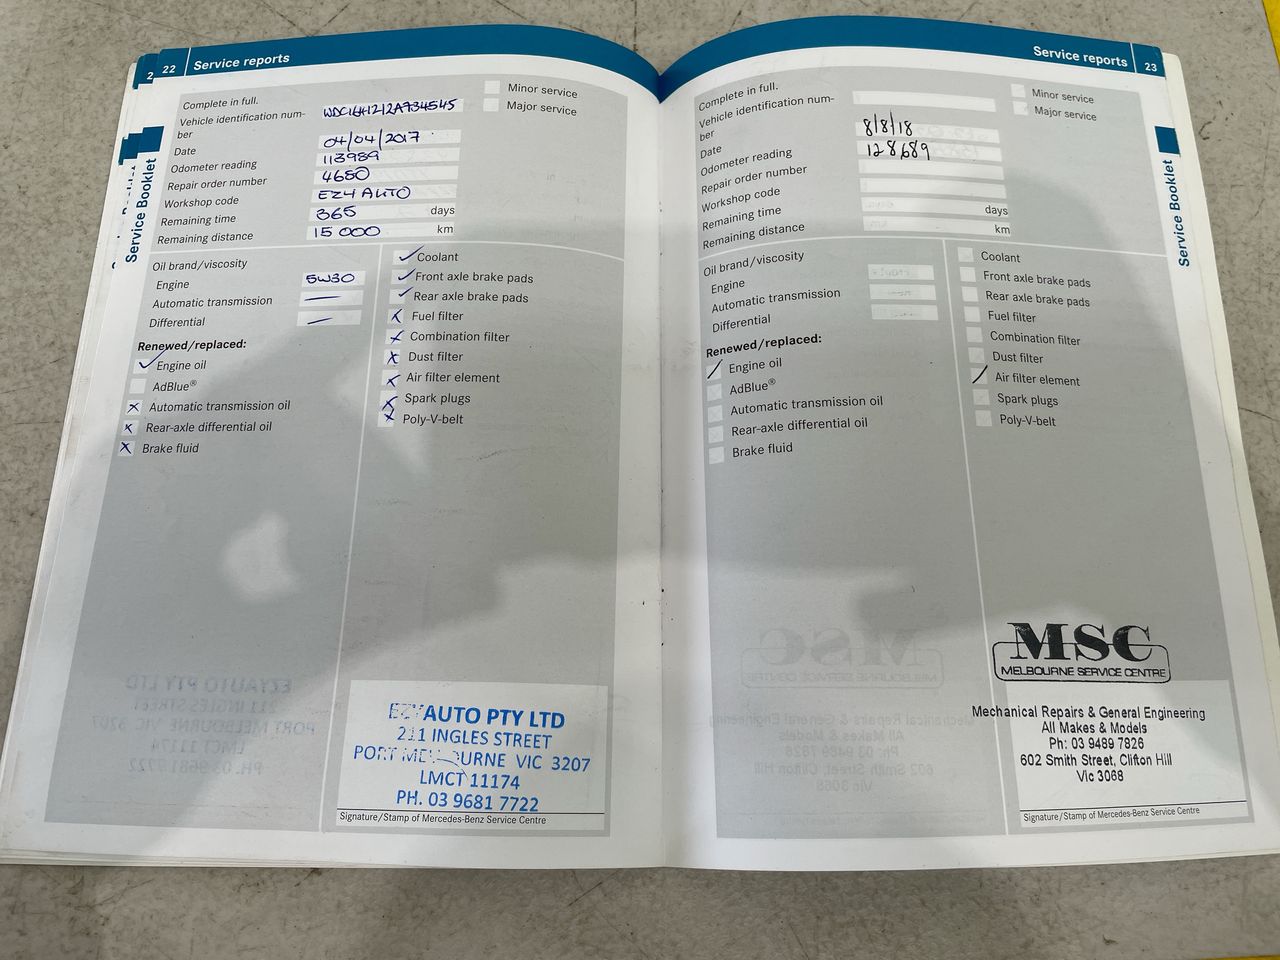 2
22 Service reports
Complete in full.
Minor service
Major service
Vehicle identification num-
ber
WDC1641212A734545
Date 04/04/2017
Odometer reading 113989
Repair order number 4680
Workshop code EZY AUTO
Remaining time 365 days
Remaining distance 15 000 km
Oil brand/viscosity
Engine 5W30
Automatic transmission —
Differential —
Renewed/replaced:
✓ Engine oil
AdBlue®
x Automatic transmission oil
x Rear-axle differential oil
x Brake fluid
✓ Coolant
✓ Front axle brake pads
✓ Rear axle brake pads
x Fuel filter
x Combination filter
x Dust filter
x Air filter element
x Spark plugs
x Poly-V-belt
EZYAUTO PTY LTD
211 INGLES STREET
PORT MELBOURNE VIC 3207
LMCT 11174
PH. 03 9681 7722
Signature/Stamp of Mercedes-Benz Service Centre
Service Booklet
Service reports 23
Complete in full.
Minor service
Major service
Vehicle identification num-
ber
Date 8/8/18
Odometer reading 128689
Repair order number
Workshop code
Remaining time days
Remaining distance km
Oil brand/viscosity
Engine
Automatic transmission
Differential
Renewed/replaced:
/ Engine oil
AdBlue®
Automatic transmission oil
Rear-axle differential oil
Brake fluid
Coolant
Front axle brake pads
Rear axle brake pads
Fuel filter
Combination filter
Dust filter
/ Air filter element
Spark plugs
Poly-V-belt
MSC
MELBOURNE SERVICE CENTRE
Mechanical Repairs & General Engineering
All Makes & Models
Ph: 03 9489 7826
602 Smith Street, Clifton Hill
Vic 3068
Signature/Stamp of Mercedes-Benz Service Centre
Service Booklet